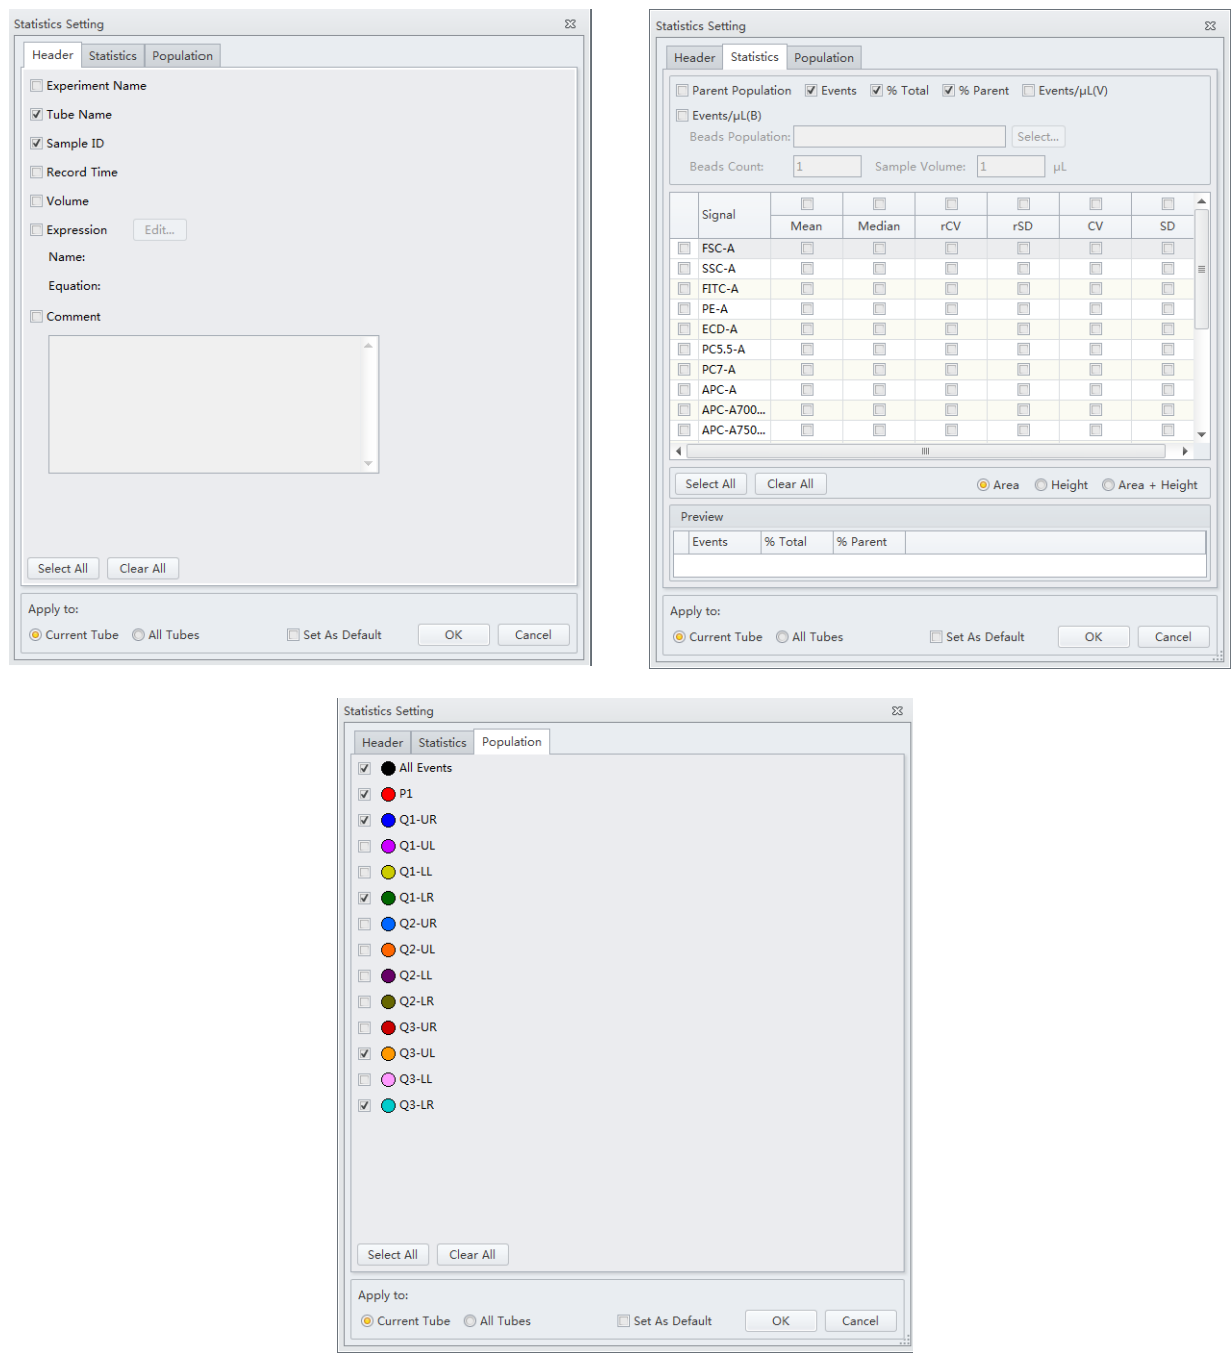 Statistics Setting
Header Statistics Population
Experiment Name
Tube Name
Sample ID
Record Time
Volume
Expression Edit...
Name:
Equation:
Comment
Select All Clear All
Apply to:
Current Tube All Tubes Set As Default OK Cancel
Statistics Setting
Header Statistics Population
Parent Population Events % Total % Parent Events/μL(V)
Events/μL(B)
Beads Population: Select...
Beads Count: 1 Sample Volume: 1 μL
Signal Mean Median rCV rSD CV SD
FSC-A
SSC-A
FITC-A
PE-A
ECD-A
PC5.5-A
PC7-A
APC-A
APC-A700...
APC-A750...
Select All Clear All Area Height Area + Height
Preview
Events % Total % Parent
Apply to:
Current Tube All Tubes Set As Default OK Cancel
Statistics Setting
Header Statistics Population
All Events
P1
Q1-UR
Q1-UL
Q1-LL
Q1-LR
Q2-UR
Q2-UL
Q2-LL
Q2-LR
Q3-UR
Q3-UL
Q3-LL
Q3-LR
Select All Clear All
Apply to:
Current Tube All Tubes Set As Default OK Cancel